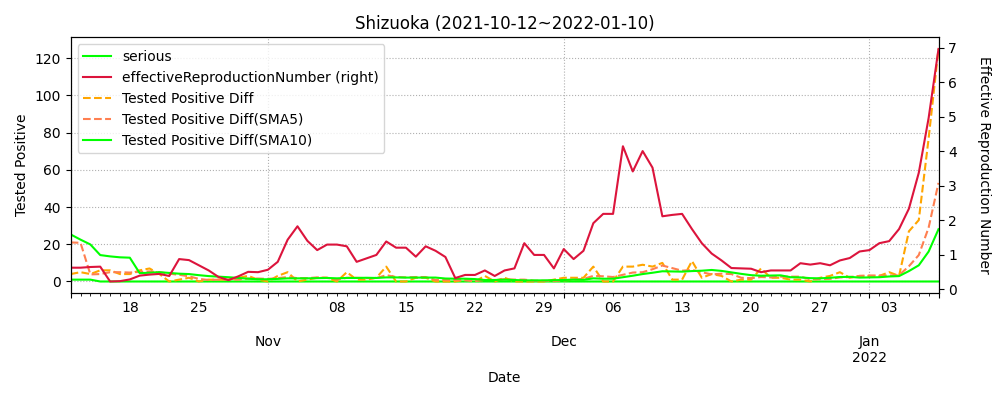 Shizuoka (2021-10-12~2022-01-10)
serious
effectiveReproductionNumber (right)
Tested Positive Diff
Tested Positive Diff(SMA5)
Tested Positive Diff(SMA10)
Tested Positive
120
100
80
60
40
20
0
7
6
5
4
3
2
1
0
Effective Reproduction Number
18 25 08 15 22 29 06 13 20 27 03
Nov Dec Jan
2022
Date